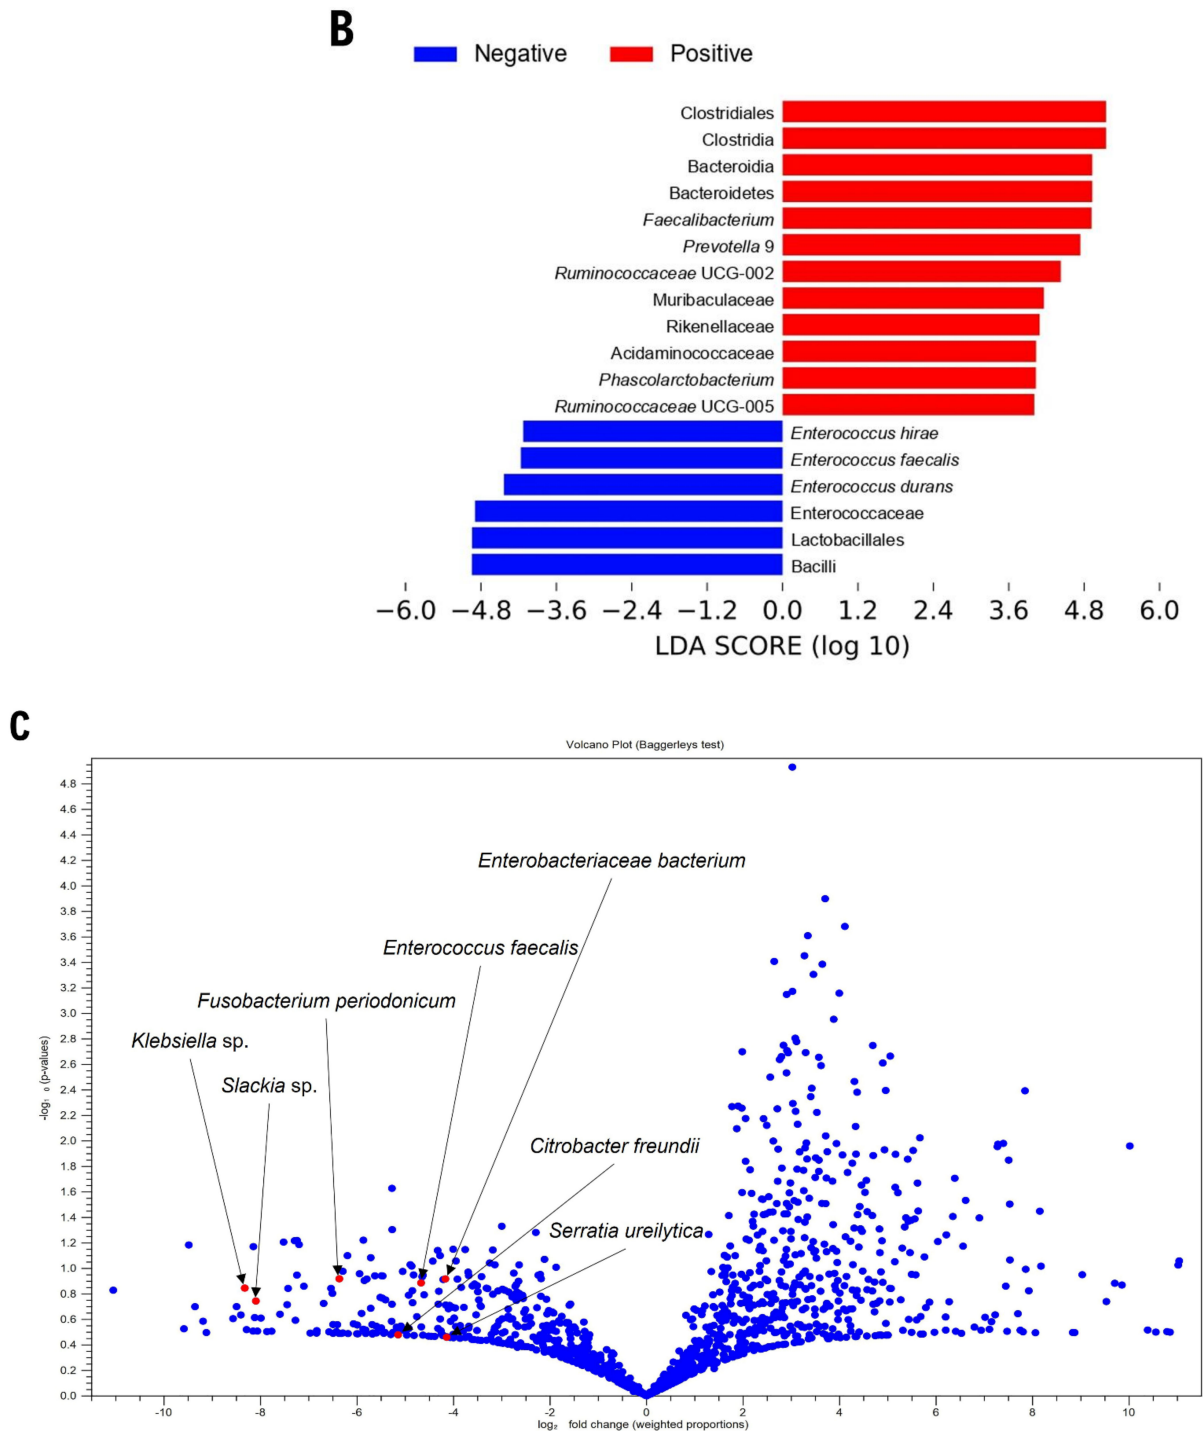 B
Negative Positive
Clostridiales
Clostridia
Bacteroidia
Bacteroidetes
Faecalibacterium
Prevotella 9
Ruminococcaceae UCG-002
Muribaculaceae
Rikenellaceae
Acidaminococcaceae
Phascolarctobacterium
Ruminococcaceae UCG-005
Enterococcus hirae
Enterococcus faecalis
Enterococcus durans
Enterococcaceae
Lactobacillales
Bacilli
−6.0 −4.8 −3.6 −2.4 −1.2 0.0 1.2 2.4 3.6 4.8 6.0
LDA SCORE (log 10)
C
Volcano Plot (Baggerleys test)
4.8
4.6
4.4
4.2
4.0
3.8
3.6
3.4
3.2
3.0
2.8
2.6
2.4
2.2
2.0
1.8
1.6
1.4
1.2
1.0
0.8
0.6
0.4
0.2
0.0
-log₁₀ (p-values)
Enterobacteriaceae bacterium
Enterococcus faecalis
Fusobacterium periodonicum
Klebsiella sp.
Slackia sp.
Citrobacter freundii
Serratia ureilytica
-10 -8 -6 -4 -2 0 2 4 6 8 10
log₂ fold change (weighted proportions)